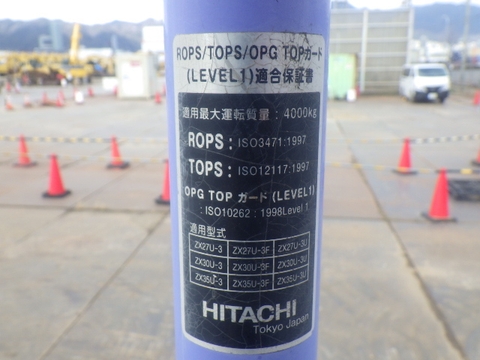 ROPS/TOPS/OPG TOPガード
(LEVEL1)適合保証書
適用最大運転質量：4000kg
ROPS：ISO3471:1997
TOPS：ISO12117:1997
OPG TOP ガード (LEVEL1)
：ISO10262：1998Level 1
適用型式
ZX27U-3 ZX27U-3F ZX27U-3U
ZX30U-3 ZX30U-3F ZX30U-3U
ZX35U-3 ZX35U-3F ZX35U-3U
HITACHI
Tokyo Japan